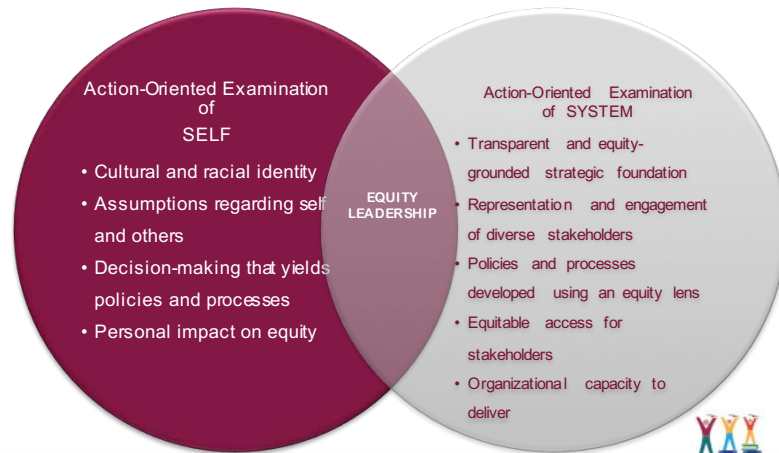 Action-Oriented Examination
of
SELF
• Cultural and racial identity
• Assumptions regarding self
and others
• Decision-making that yields
policies and processes
• Personal impact on equity
EQUITY
LEADERSHIP
Action-Oriented Examination
of SYSTEM
• Transparent and equity-
grounded strategic foundation
• Representation and engagement
of diverse stakeholders
• Policies and processes
developed using an equity lens
• Equitable access for
stakeholders
• Organizational capacity to
deliver